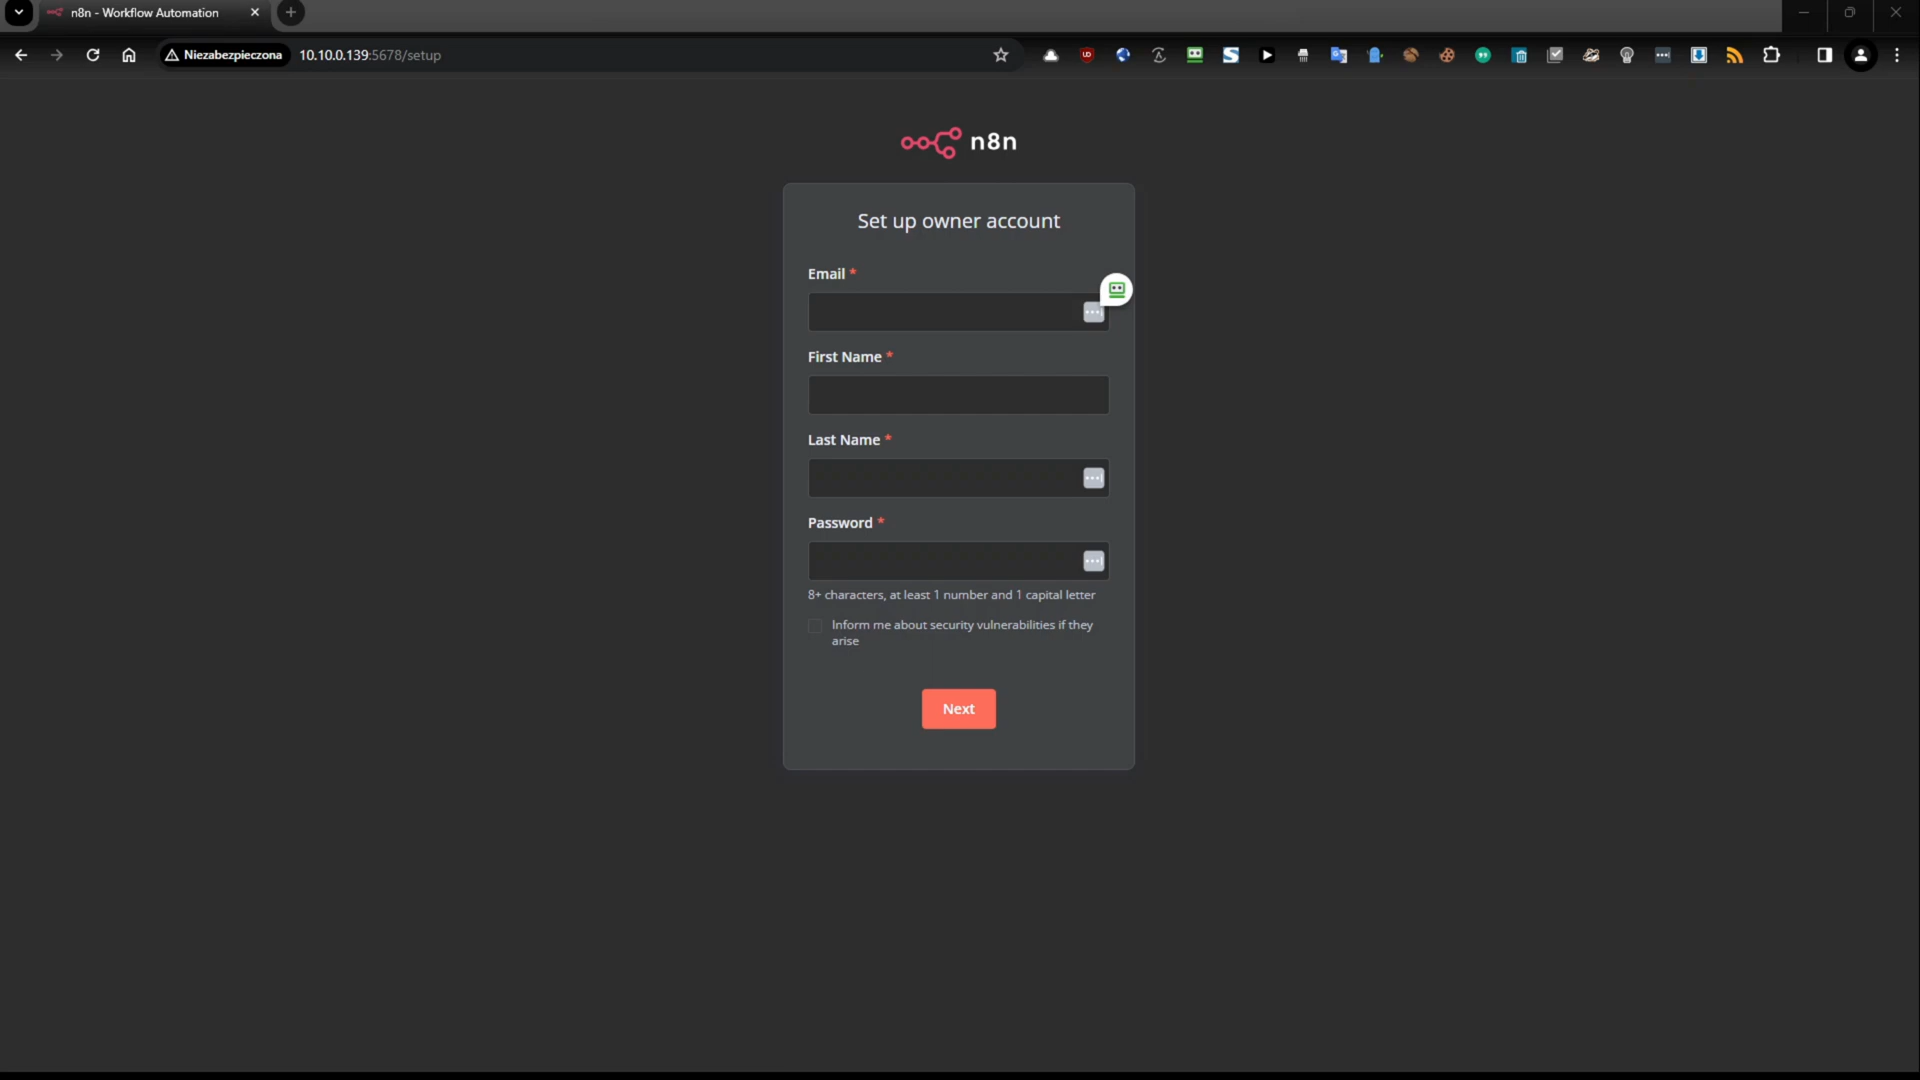 n8n - Workflow Automation
Niezabezpieczona 10.10.0.139:5678/setup
n8n
Set up owner account
Email *
First Name *
Last Name *
Password *
8+ characters, at least 1 number and 1 capital letter
Inform me about security vulnerabilities if they
arise
Next